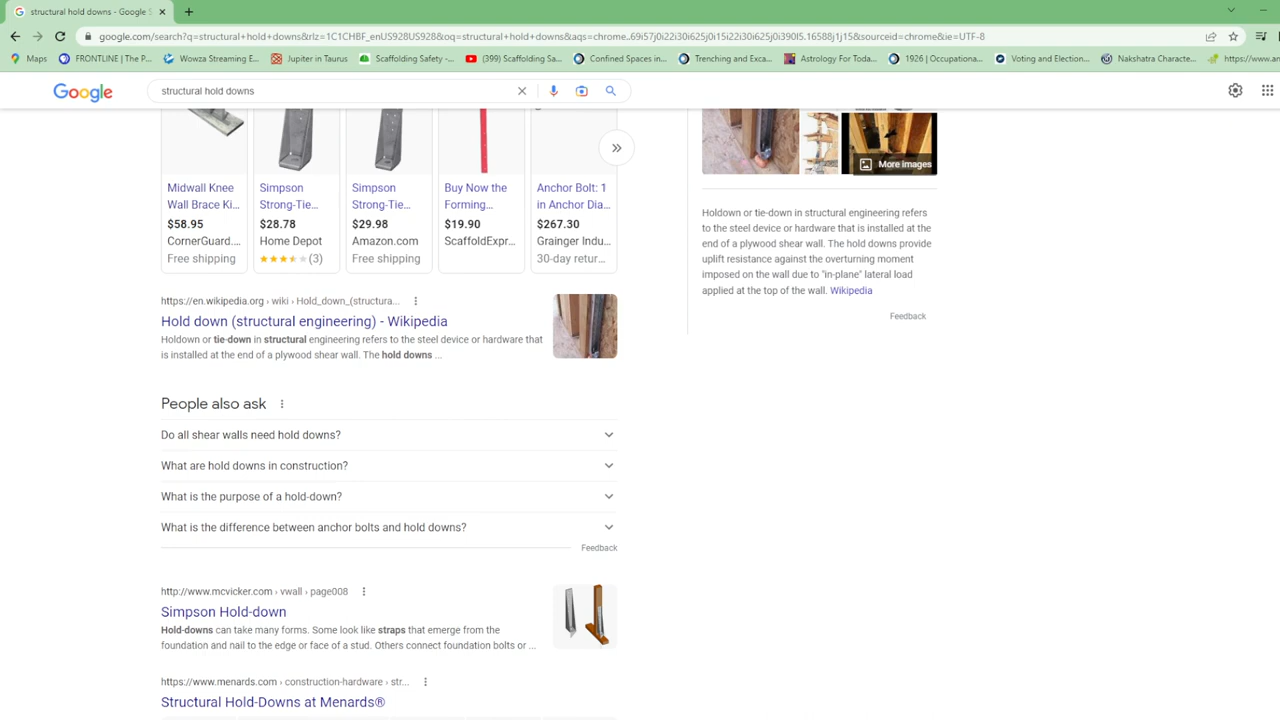 structural hold downs - Google S
google.com/search?q=structural+hold+downs&rlz=1C1CHBF_enUS928US928&oq=structural+hold+downs&aqs=chrome..69i57j0i22i30i625j0i15i22i30i625j0i390l5.16588j1j15&sourceid=chrome&ie=UTF-8
Maps FRONTLINE | The P... Wowza Streaming E... Jupiter in Taurus Scaffolding Safety -... (399) Scaffolding Sa... Confined Spaces in... Trenching and Exca... Astrology For Toda... 1926 | Occupationa... Voting and Election... Nakshatra Characte... https://www.an
Google
structural hold downs
More images
Midwall Knee Wall Brace Ki...
$58.95
CornerGuard....
Free shipping
Simpson Strong-Tie...
$28.78
Home Depot
(3)
Simpson Strong-Tie...
$29.98
Amazon.com
Free shipping
Buy Now the Forming...
$19.90
ScaffoldExpr...
Anchor Bolt: 1 in Anchor Dia...
$267.30
Grainger Indu...
30-day retur...
Holdown or tie-down in structural engineering refers
to the steel device or hardware that is installed at the
end of a plywood shear wall. The hold downs provide
uplift resistance against the overturning moment
imposed on the wall due to "in-plane" lateral load
applied at the top of the wall. Wikipedia
Feedback
https://en.wikipedia.org › wiki › Hold_down_(structura...
Hold down (structural engineering) - Wikipedia
Holdown or tie-down in structural engineering refers to the steel device or hardware that
is installed at the end of a plywood shear wall. The hold downs ...
People also ask
Do all shear walls need hold downs?
What are hold downs in construction?
What is the purpose of a hold-down?
What is the difference between anchor bolts and hold downs?
Feedback
http://www.mcvicker.com › vwall › page008
Simpson Hold-down
Hold-downs can take many forms. Some look like straps that emerge from the
foundation and nail to the edge or face of a stud. Others connect foundation bolts or ...
https://www.menards.com › construction-hardware › str...
Structural Hold-Downs at Menards®